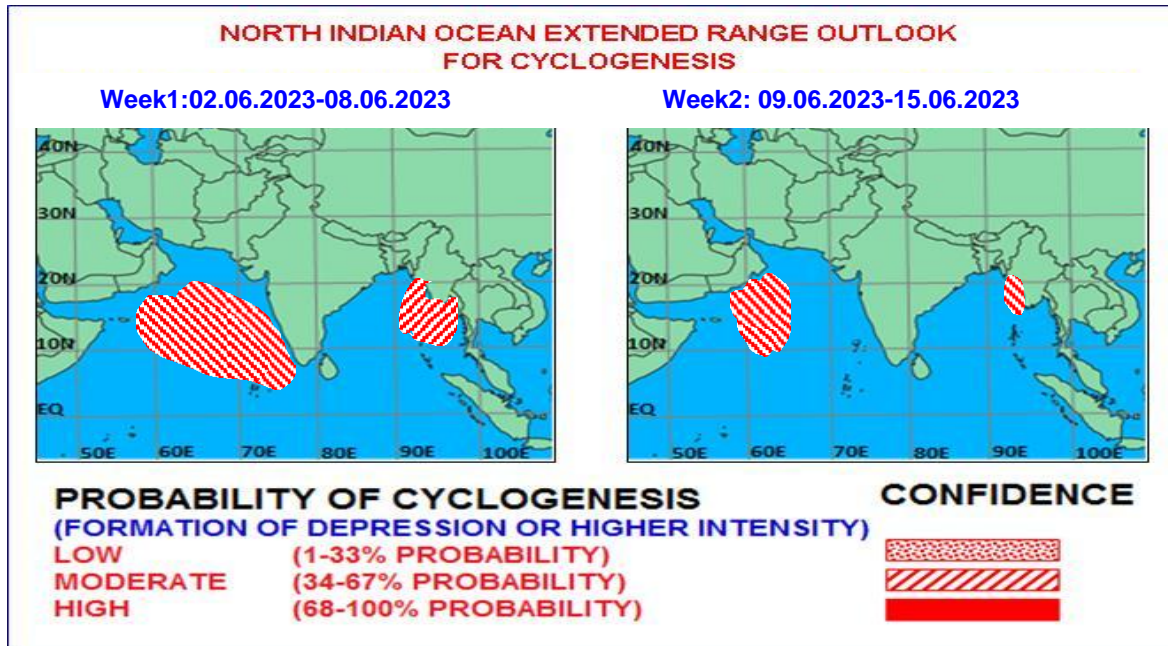 NORTH INDIAN OCEAN EXTENDED RANGE OUTLOOK
FOR CYCLOGENESIS
Week1:02.06.2023-08.06.2023
40N
30N
20N
10N
EQ
50E 60E 70E 80E 90E 100E
Week2: 09.06.2023-15.06.2023
40N
30N
20N
10N
EQ
50E 60E 70E 80E 90E 100E
PROBABILITY OF CYCLOGENESIS CONFIDENCE
(FORMATION OF DEPRESSION OR HIGHER INTENSITY)
LOW (1-33% PROBABILITY)
MODERATE (34-67% PROBABILITY)
HIGH (68-100% PROBABILITY)